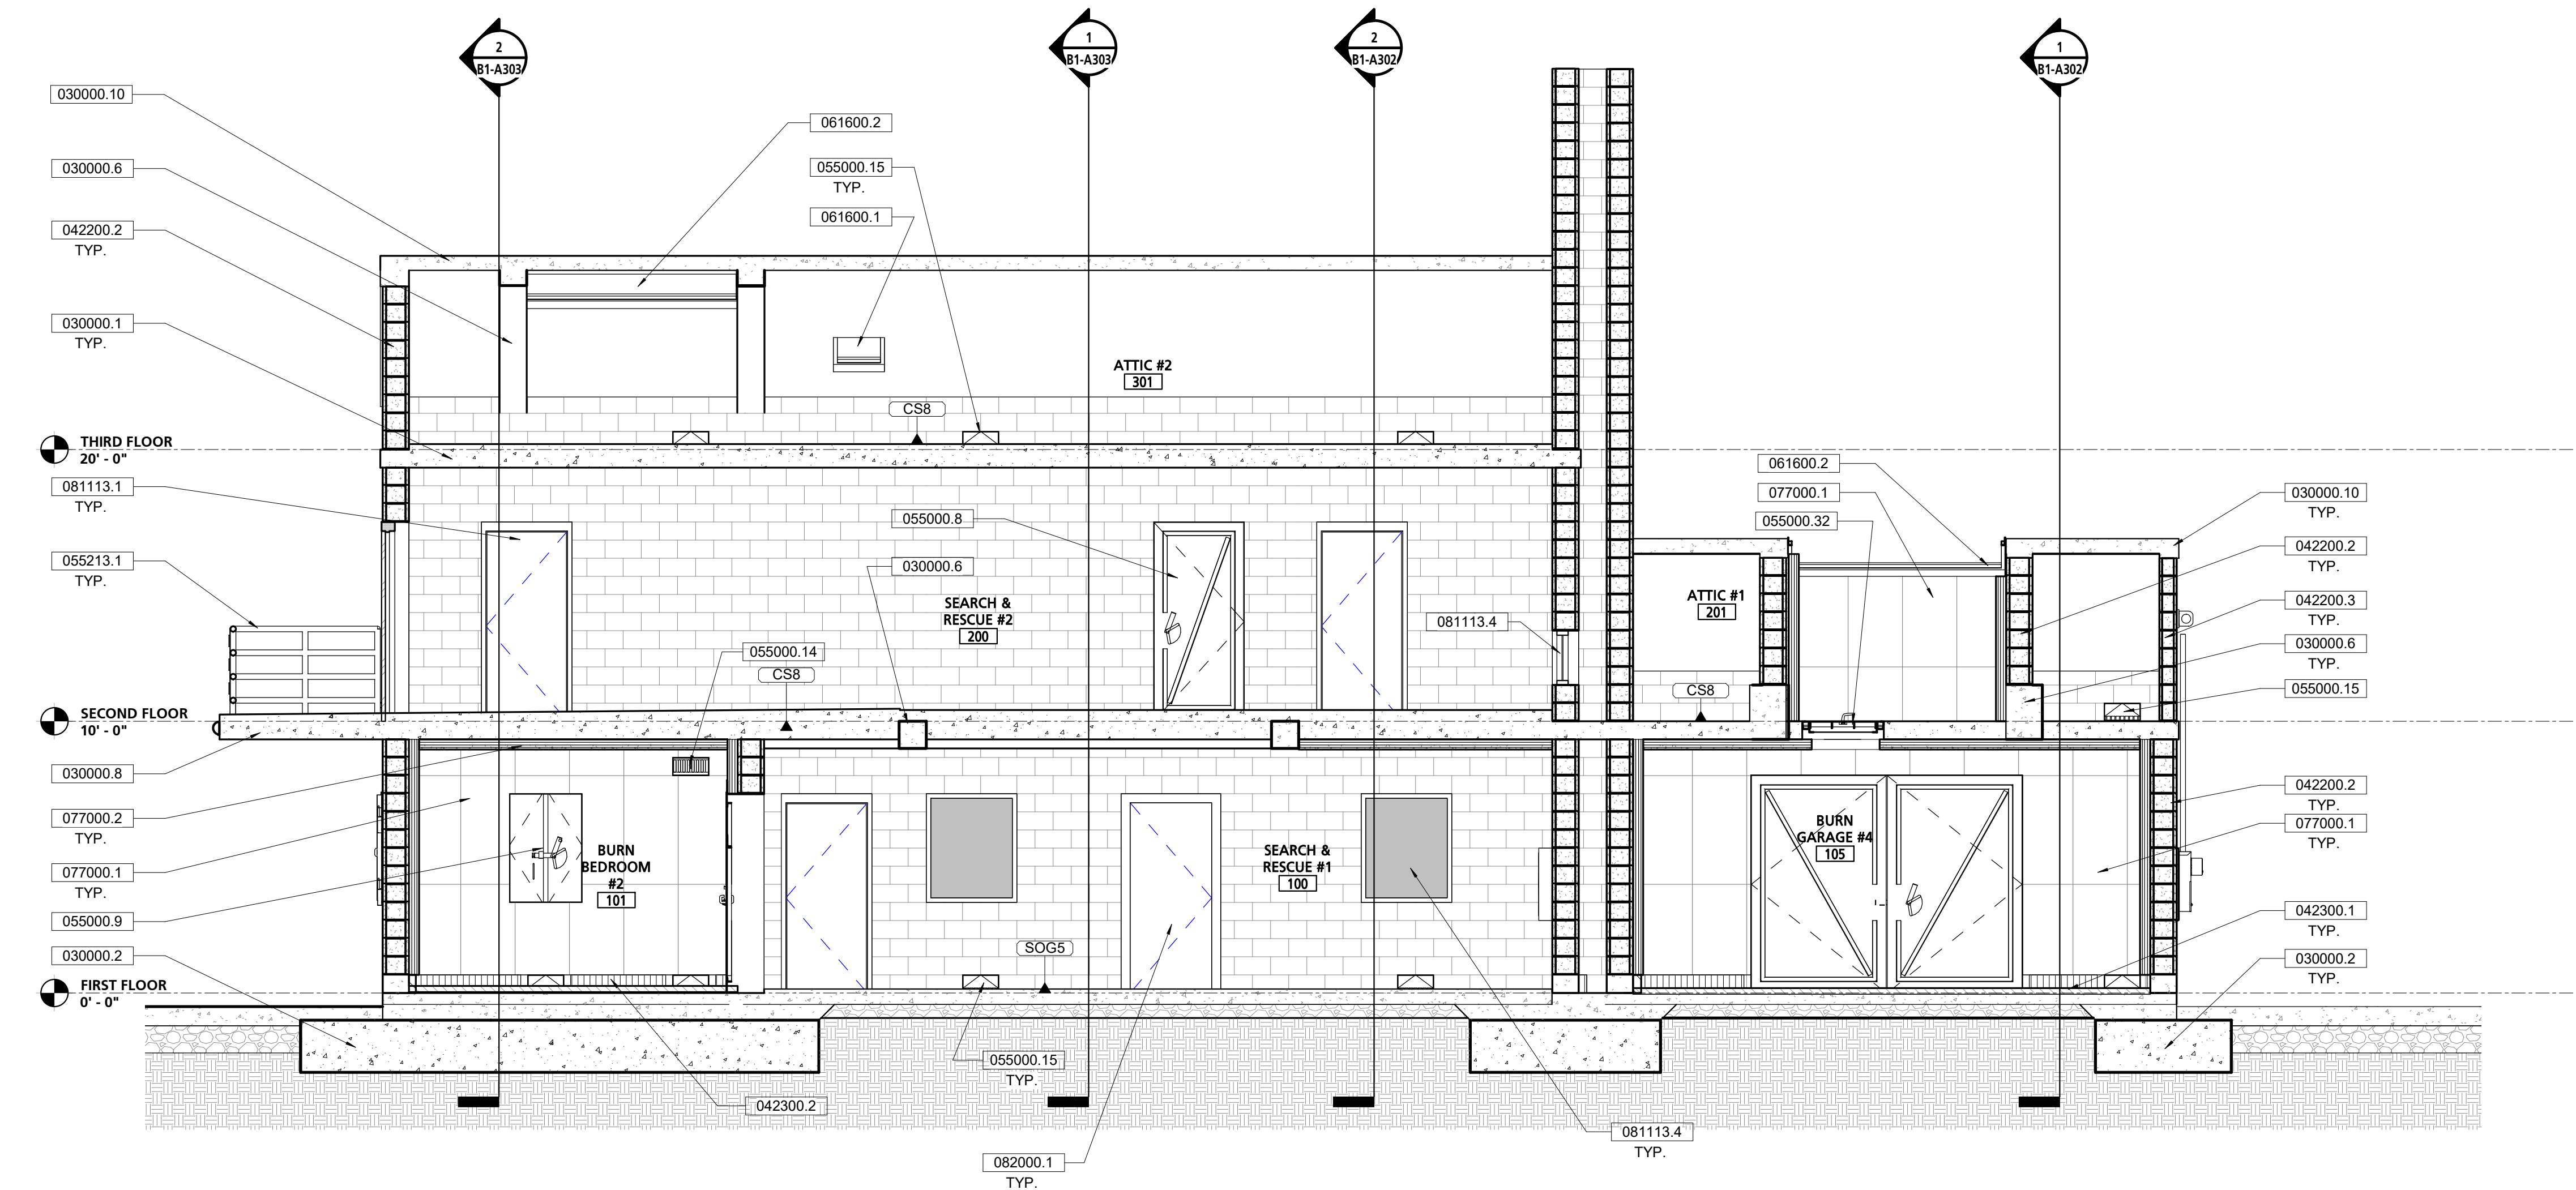 2
B1-A303
1
B1-A303
2
B1-A302
1
B1-A302
030000.10
030000.6
042200.2
TYP.
030000.1
TYP.
061600.2
055000.15
TYP.
061600.1
ATTIC #2
301
CS8
THIRD FLOOR
20' - 0"
081113.1
TYP.
055213.1
TYP.
055000.8
030000.6
SEARCH &
RESCUE #2
200
055000.14
CS8
081113.4
061600.2
077000.1
055000.32
ATTIC #1
201
CS8
030000.10
TYP.
042200.2
TYP.
042200.3
TYP.
030000.6
TYP.
055000.15
SECOND FLOOR
10' - 0"
030000.8
077000.2
TYP.
077000.1
TYP.
055000.9
030000.2
BURN
BEDROOM
#2
101
SEARCH &
RESCUE #1
100
SOG5
BURN
GARAGE #4
105
042200.2
TYP.
077000.1
TYP.
042300.1
TYP.
030000.2
TYP.
FIRST FLOOR
0' - 0"
055000.15
TYP.
042300.2
081113.4
TYP.
082000.1
TYP.